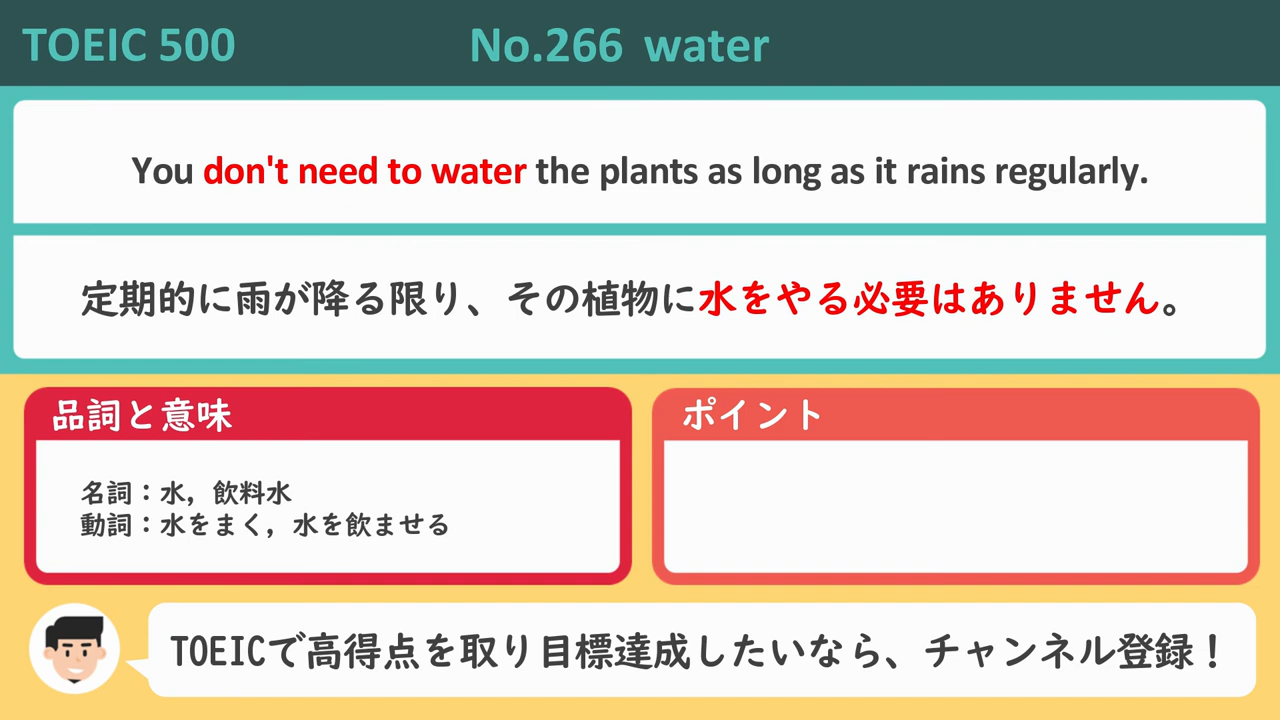 TOEIC 500
No.266 water
You don't need to water the plants as long as it rains regularly.
定期的に雨が降る限り、その植物に水をやる必要はありません。
品詞と意味
名詞：水，飲料水
動詞：水をまく，水を飲ませる
ポイント
TOEICで高得点を取り目標達成したいなら、チャンネル登録！